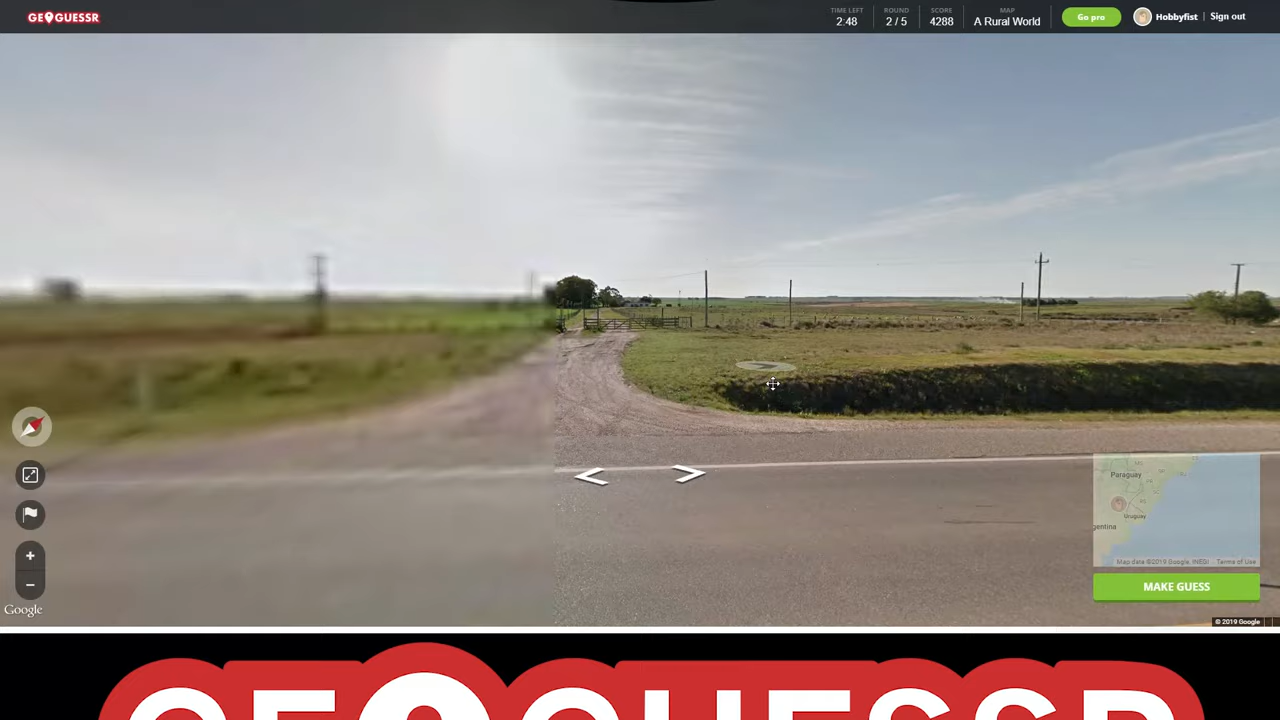 GEOGUESSR
TIME LEFT
2:48
ROUND
2 / 5
SCORE
4288
MAP
A Rural World
Go pro
Hobbyfist
Sign out
Paraguay
Uruguay
gentina
Map data ©2019 Google, INEGI
Terms of Use
MAKE GUESS
Google
© 2019 Google
GEOGUESSR